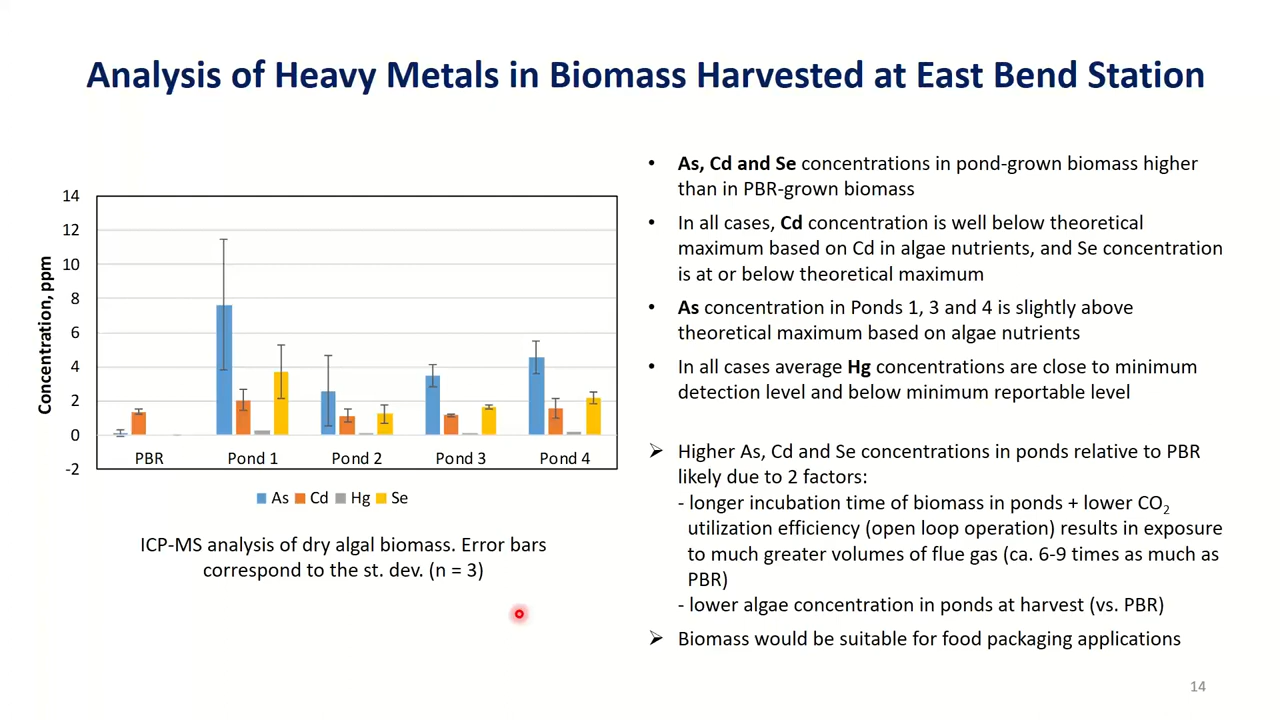 Analysis of Heavy Metals in Biomass Harvested at East Bend Station
14
12
10
8
6
4
2
0
-2
Concentration, ppm
PBR Pond 1 Pond 2 Pond 3 Pond 4
As Cd Hg Se
ICP-MS analysis of dry algal biomass. Error bars
correspond to the st. dev. (n = 3)
• As, Cd and Se concentrations in pond-grown biomass higher
than in PBR-grown biomass
• In all cases, Cd concentration is well below theoretical
maximum based on Cd in algae nutrients, and Se concentration
is at or below theoretical maximum
• As concentration in Ponds 1, 3 and 4 is slightly above
theoretical maximum based on algae nutrients
• In all cases average Hg concentrations are close to minimum
detection level and below minimum reportable level
➢ Higher As, Cd and Se concentrations in ponds relative to PBR
likely due to 2 factors:
- longer incubation time of biomass in ponds + lower CO₂
utilization efficiency (open loop operation) results in exposure
to much greater volumes of flue gas (ca. 6-9 times as much as
PBR)
- lower algae concentration in ponds at harvest (vs. PBR)
➢ Biomass would be suitable for food packaging applications
14